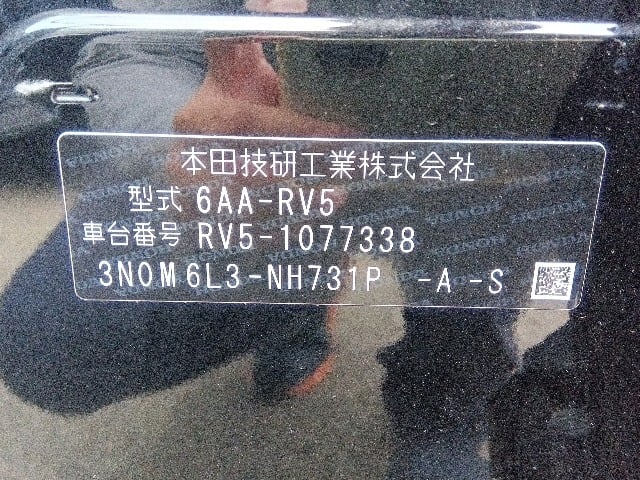 本田技研工業株式会社
型式 6AA-RV5
車台番号 RV5-1077338
3N0M6L3-NH731P -A-S